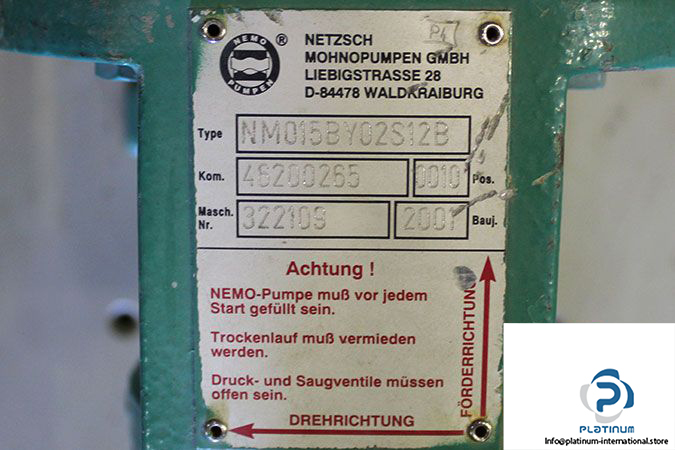 NEMO
PUMPEN
®
NETZSCH
MOHNOPUMPEN GMBH
LIEBIGSTRASSE 28
D-84478 WALDKRAIBURG
Type NM015BY02S12B
Kom. 46200265 0010 Pos.
Masch. Nr. 322109 2001 Bauj.
Achtung !
NEMO-Pumpe muß vor jedem
Start gefüllt sein.
Trockenlauf muß vermieden
werden.
Druck- und Saugventile müssen
offen sein.
FÖRDERRICHTUNG
DREHRICHTUNG
PLATINUM
Info@platinum-international.store